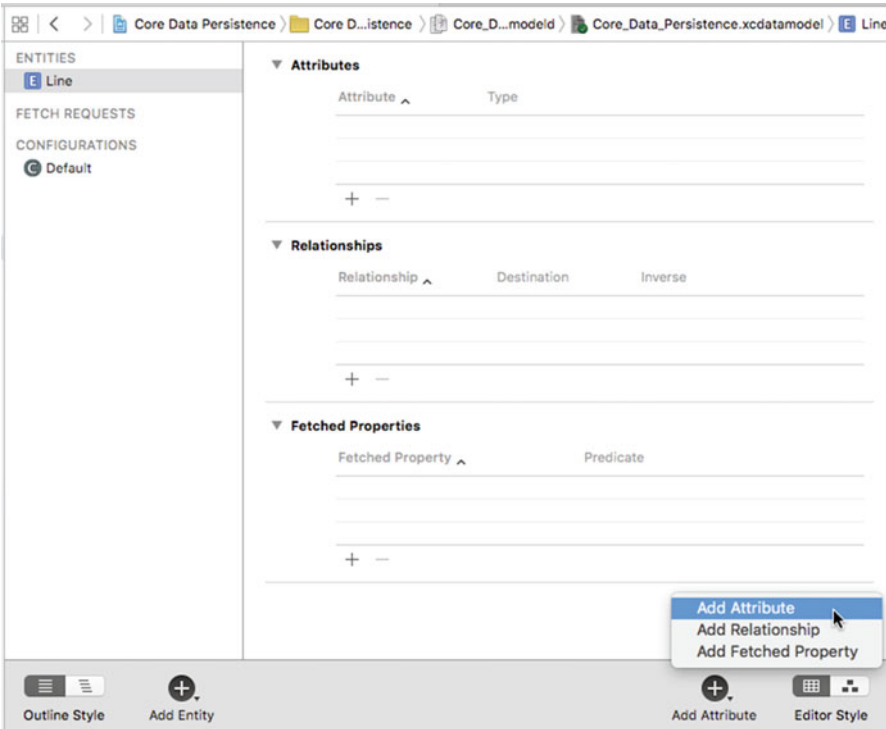 Core Data Persistence
Core D...istence
Core_D...modeld
Core_Data_Persistence.xcdatamodel
E Line
ENTITIES
E Line
FETCH REQUESTS
CONFIGURATIONS
C Default
Attributes
Attribute Type
Relationships
Relationship Destination Inverse
Fetched Properties
Fetched Property Predicate
Add Attribute
Add Relationship
Add Fetched Property
Outline Style
Add Entity
Add Attribute
Editor Style